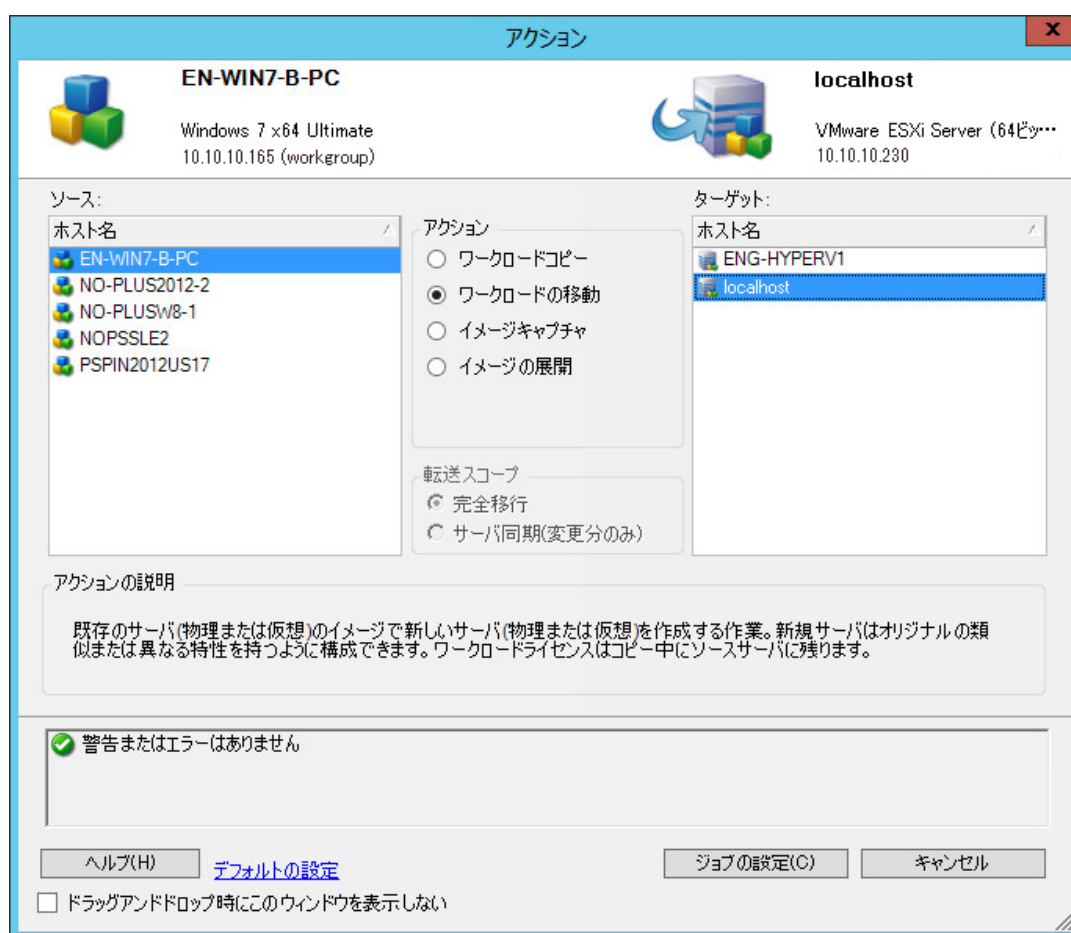 アクション
EN-WIN7-B-PC
Windows 7 x64 Ultimate
10.10.10.165 (workgroup)
localhost
VMware ESXi Server (64ビッ…
10.10.10.230
ソース:
ホスト名
EN-WIN7-B-PC
NO-PLUS2012-2
NO-PLUSW8-1
NOPSSLE2
PSPIN2012US17
アクション
ワークロードコピー
ワークロードの移動
イメージキャプチャ
イメージの展開
転送スコープ
完全移行
サーバ同期(変更分のみ)
ターゲット:
ホスト名
ENG-HYPERV1
localhost
アクションの説明
既存のサーバ(物理または仮想)のイメージで新しいサーバ(物理または仮想)を作成する作業。新規サーバはオリジナルの類
似または異なる特性を持つように構成できます。ワークロードライセンスはコピー中にソースサーバに残ります。
警告またはエラーはありません
ヘルプ(H)
デフォルトの設定
ジョブの設定(C)
キャンセル
ドラッグアンドドロップ時にこのウィンドウを表示しない